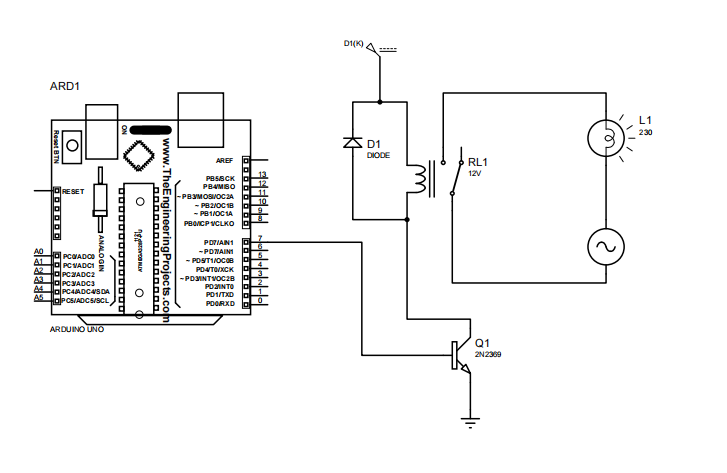 D1(K)
ARD1
ON
Reset BTN
www.TheEngineeringProjects.com
AREF
PB5/SCK 13
PB4/MISO 12
~ PB3/MOSI/OC2A 11
~ PB2/OC1B 10
~ PB1/OC1A 9
PB0/ICP1/CLKO 8
RESET
ANALOG IN
PD7/AIN1 7
~ PD7/AIN1 6
~ PD5/T1/OC0B 5
PD4/T0/XCK 4
~ PD3/INT1/OC2B 3
PD2/INT0 2
PD1/TXD 1
PD0/RXD 0
A0 PC0/ADC0
A1 PC1/ADC1
A2 PC2/ADC2
A3 PC3/ADC3
A4 PC4/ADC4/SDA
A5 PC5/ADC5/SCL
ARDUINO UNO
D1
DIODE
RL1
12V
L1
230
Q1
2N2369